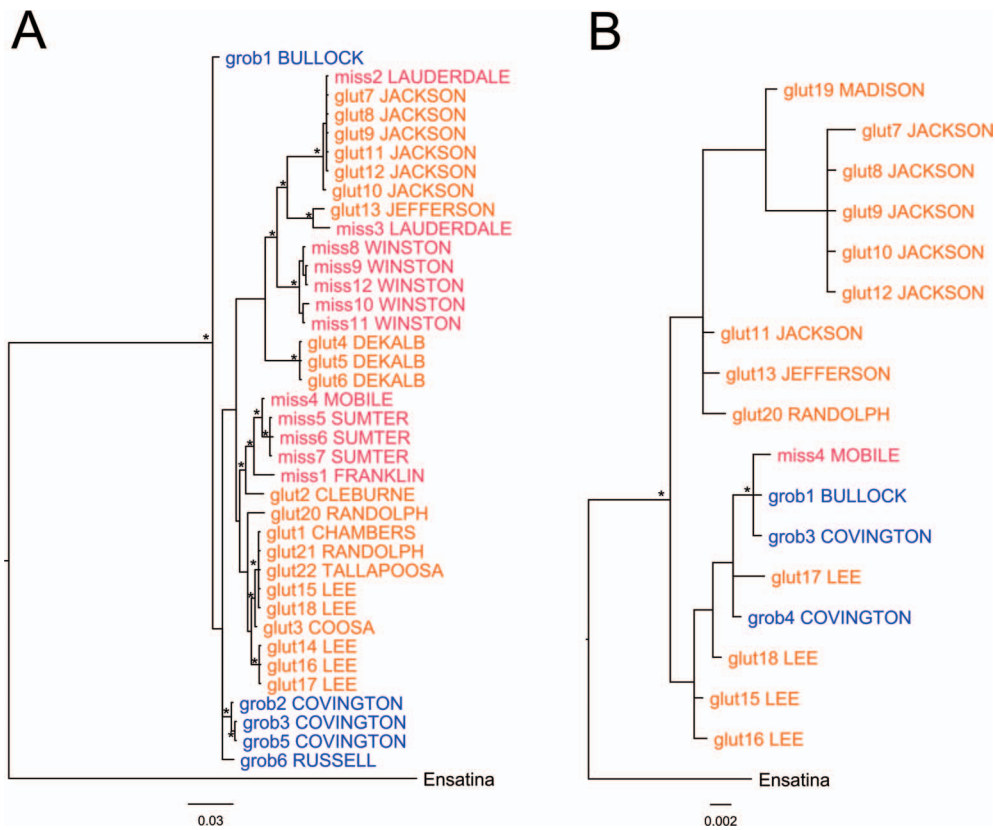 A
grob1 BULLOCK
miss2 LAUDERDALE
glut7 JACKSON
glut8 JACKSON
glut9 JACKSON
glut11 JACKSON
glut12 JACKSON
glut10 JACKSON
glut13 JEFFERSON
miss3 LAUDERDALE
miss8 WINSTON
miss9 WINSTON
miss12 WINSTON
miss10 WINSTON
miss11 WINSTON
glut4 DEKALB
glut5 DEKALB
glut6 DEKALB
miss4 MOBILE
miss5 SUMTER
miss6 SUMTER
miss7 SUMTER
miss1 FRANKLIN
glut2 CLEBURNE
glut20 RANDOLPH
glut1 CHAMBERS
glut21 RANDOLPH
glut22 TALLAPOOSA
glut15 LEE
glut18 LEE
glut3 COOSA
glut14 LEE
glut16 LEE
glut17 LEE
grob2 COVINGTON
grob3 COVINGTON
grob5 COVINGTON
grob6 RUSSELL
Ensatina
0.03
B
glut19 MADISON
glut7 JACKSON
glut8 JACKSON
glut9 JACKSON
glut10 JACKSON
glut12 JACKSON
glut11 JACKSON
glut13 JEFFERSON
glut20 RANDOLPH
miss4 MOBILE
grob1 BULLOCK
grob3 COVINGTON
glut17 LEE
grob4 COVINGTON
glut18 LEE
glut15 LEE
glut16 LEE
Ensatina
0.002